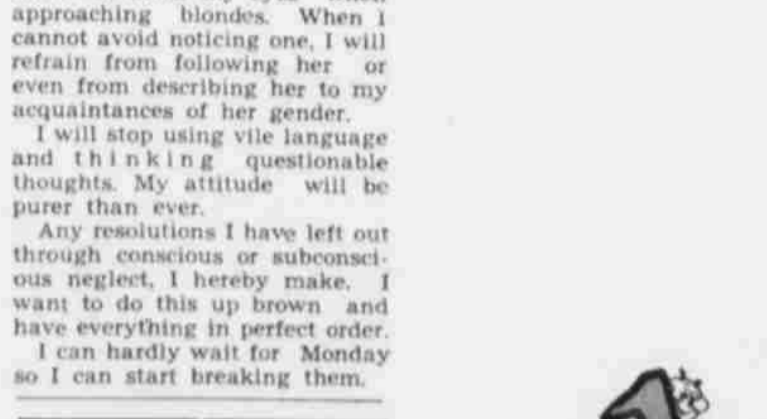 approaching blondes. When I
cannot avoid noticing one, I will
refrain from following her or
even from describing her to my
acquaintances of her gender.
I will stop using vile language
and thinking questionable
thoughts. My attitude will be
purer than ever.
Any resolutions I have left out
through conscious or subconsci-
ous neglect, I hereby make. I
want to do this up brown and
have everything in perfect order.
I can hardly wait for Monday
so I can start breaking them.